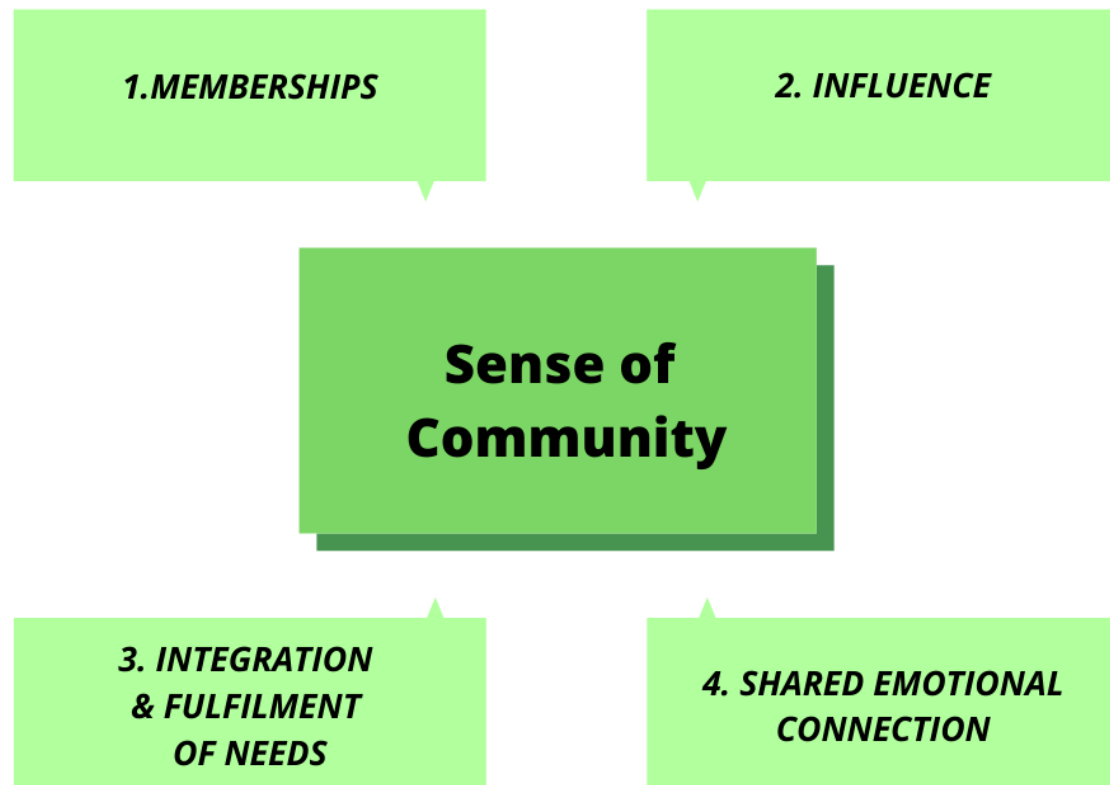 1.MEMBERSHIPS
2. INFLUENCE
Sense of
Community
3. INTEGRATION
& FULFILMENT
OF NEEDS
4. SHARED EMOTIONAL
CONNECTION